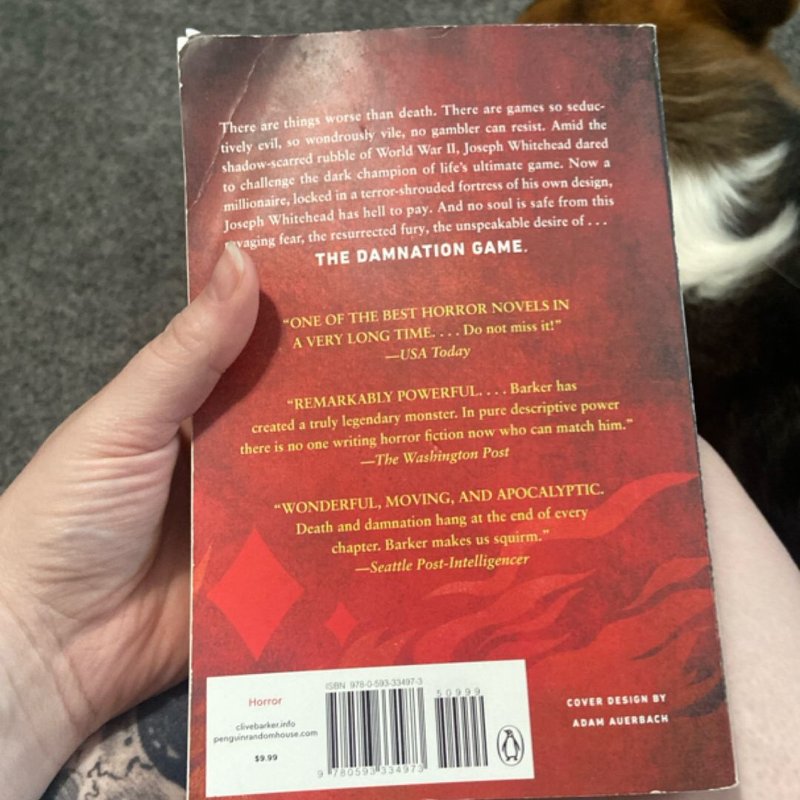 There are things worse than death. There are games so seduc-
tively evil, so wondrously vile, no gambler can resist. Amid the
shadow-scarred rubble of World War II, Joseph Whitehead dared
to challenge the dark champion of life's ultimate game. Now a
millionaire, locked in a terror-shrouded fortress of his own design,
Joseph Whitehead has hell to pay. And no soul is safe from this
ravaging fear, the resurrected fury, the unspeakable desire of . . .
THE DAMNATION GAME.
“ONE OF THE BEST HORROR NOVELS IN
A VERY LONG TIME. . . . Do not miss it!”
—USA Today
“REMARKABLY POWERFUL. . . . Barker has
created a truly legendary monster. In pure descriptive power
there is no one writing horror fiction now who can match him.”
—The Washington Post
“WONDERFUL, MOVING, AND APOCALYPTIC.
Death and damnation hang at the end of every
chapter. Barker makes us squirm.”
—Seattle Post-Intelligencer
Horror
clivebarker.info
penguinrandomhouse.com
$9.99
ISBN 978-0-593-33497-3
50999
9 780593 334973
COVER DESIGN BY
ADAM AUERBACH